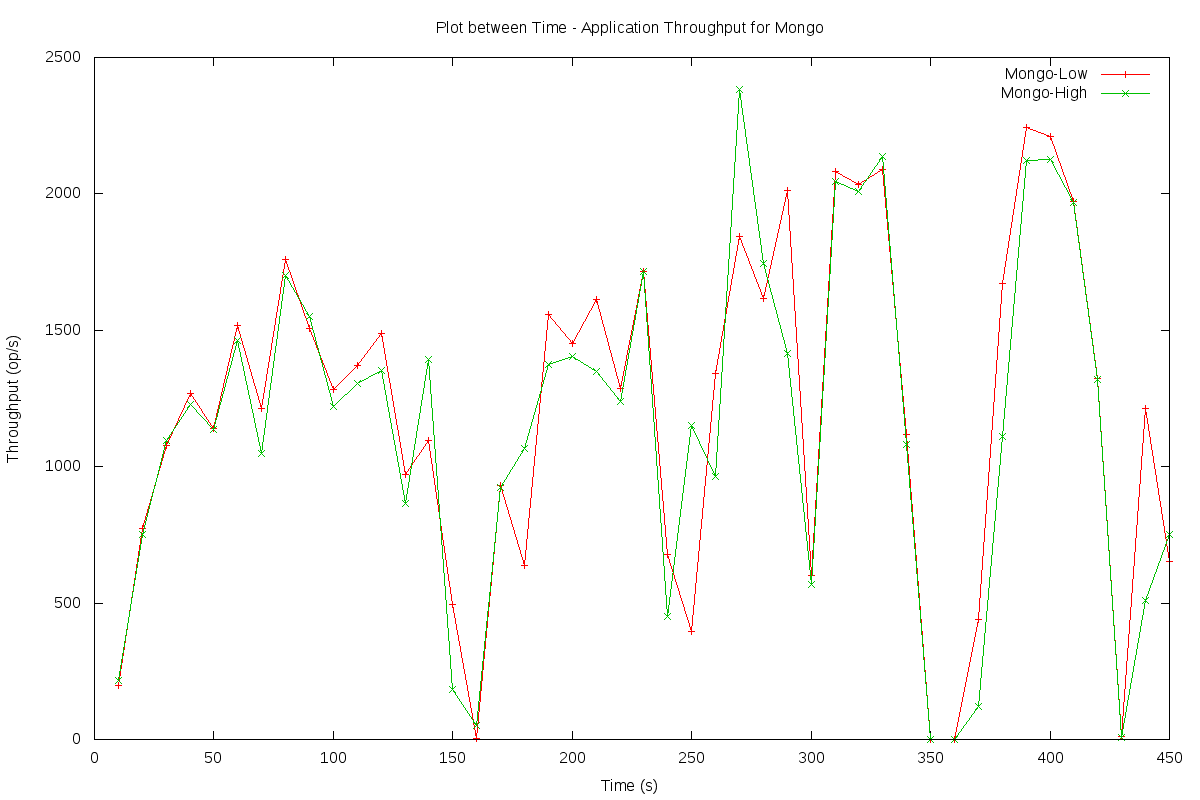 Plot between Time - Application Throughput for Mongo
2500
2000
1500
1000
500
0
Throughput (op/s)
Mongo-Low
Mongo-High
0 50 100 150 200 250 300 350 400 450
Time (s)